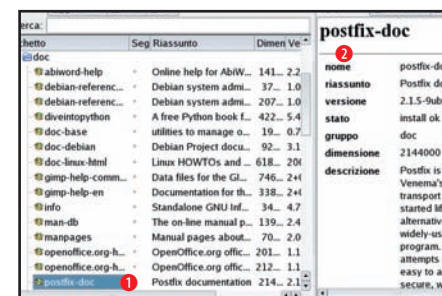 erca:
chetto Seg Riassunto Dimen Ve
doc
abiword-help Online help for AbiW... 141... 2.2
debian-referenc... Debian system admi... 37... 1.0
debian-referenc... Debian system admi... 207... 1.0
diveintopython A free Python book f... 422... 5.4
doc-base utilities to manage o... 19... 0.7
doc-debian Debian Project docu... 92... 3.1
doc-linux-html Linux HOWTOs and ... 618... 200
gimp-help-comm... Data files for the GI... 746... 2+0
gimp-help-en Documentation for th... 338... 2+0
info Standalone GNU Inf... 34... 4.7
man-db The on-line manual p... 139... 2.4
manpages Manual pages about... 70... 2.0
openoffice.org-h... OpenOffice.org offic... 201... 1.1
openoffice.org-h... OpenOffice.org offic... 212... 1.1
postfix-doc 1 Postfix documentation 214... 2.1
postfix-doc
2
nome postfix-do
riassunto Postfix do
versione 2.1.5-9ub
stato install ok
gruppo doc
dimensione 2144000
descrizione Postfix is
Venema's
transport
started lif
alternativ
widely-us
program.
attempts
easy to a
secure, w